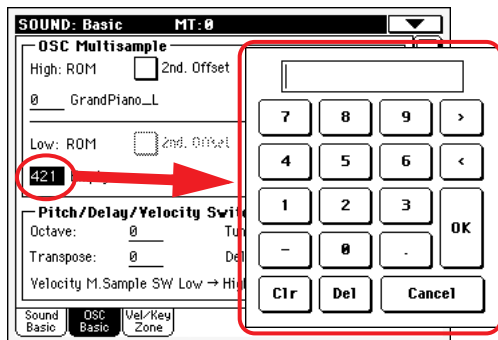 SOUND: Basic MT:0
OSC Multisample
High: ROM 2nd. Offset
0 GrandPiano_L
Low: ROM 2nd. Offset
421
Pitch/Delay/Velocity
Octave: 0
Transpose: 0
Velocity M.Sample SW Low →
Sound Basic
OSC Basic
Vel/Key Zone
7 8 9 >
4 5 6 <
1 2 3
OK
- 0 .
Clr Del Cancel